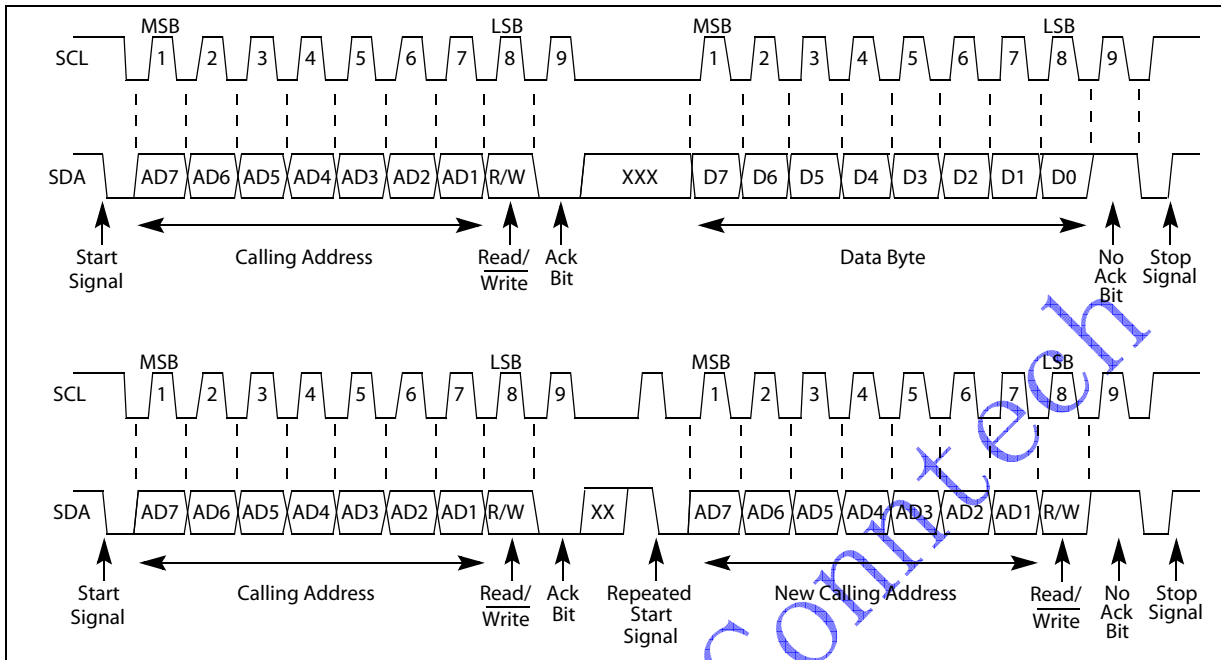 MSB LSB MSB LSB
SCL 1 2 3 4 5 6 7 8 9 1 2 3 4 5 6 7 8 9
SDA AD7 AD6 AD5 AD4 AD3 AD2 AD1 R/W XXX D7 D6 D5 D4 D3 D2 D1 D0
Start
Signal
Calling Address
Read/
Write
Ack
Bit
Data Byte
No
Ack
Bit
Stop
Signal
MSB LSB MSB LSB
SCL 1 2 3 4 5 6 7 8 9 1 2 3 4 5 6 7 8 9
SDA AD7 AD6 AD5 AD4 AD3 AD2 AD1 R/W XX AD7 AD6 AD5 AD4 AD3 AD2 AD1 R/W
Start
Signal
Calling Address
Read/
Write
Ack
Bit
Repeated
Start
Signal
New Calling Address
Read/
Write
No
Ack
Bit
Stop
Signal
Conntech